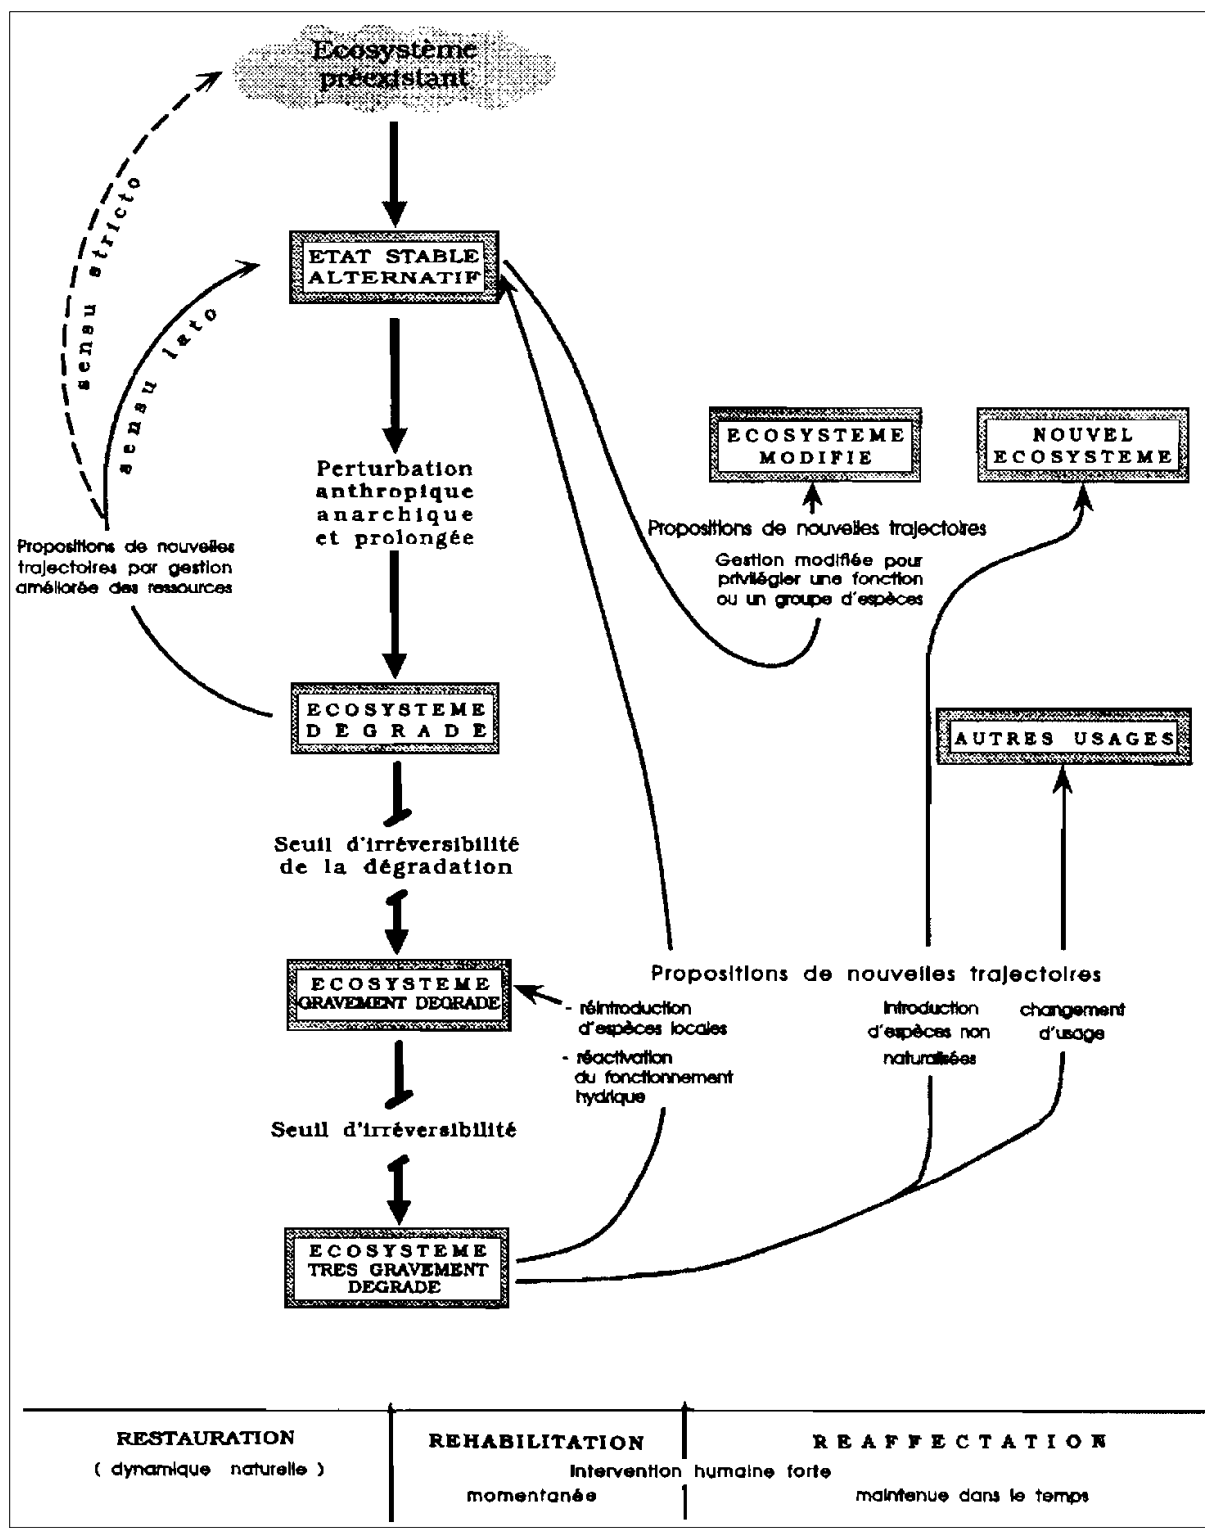 Ecosystème
préexistant
sensu stricto
sensu lato
ETAT STABLE
ALTERNATIF
Perturbation
anthropique
anarchique
et prolongée
Propositions de nouvelles
trajectoires par gestion
améliorée des ressources
ECOSYSTEME
MODIFIE
NOUVEL
ECOSYSTEME
Propositions de nouvelles trajectoires
Gestion modifiée pour
privilégier une fonction
ou un groupe d'espèces
ECOSYSTEME
DEGRADE
AUTRES USAGES
Seuil d'irréversibilité
de la dégradation
ECOSYSTEME
GRAVEMENT DEGRADE
Propositions de nouvelles trajectoires
- réintroduction
d'espèces locales
- réactivation
du fonctionnement
hydrique
introduction
d'espèces non
naturalisées
changement
d'usage
Seuil d'irréversibilité
ECOSYSTEME
TRES GRAVEMENT
DEGRADE
RESTAURATION
( dynamique naturelle )
REHABILITATION
REAFFECTATION
Intervention humaine forte
momentanée
maintenue dans le temps